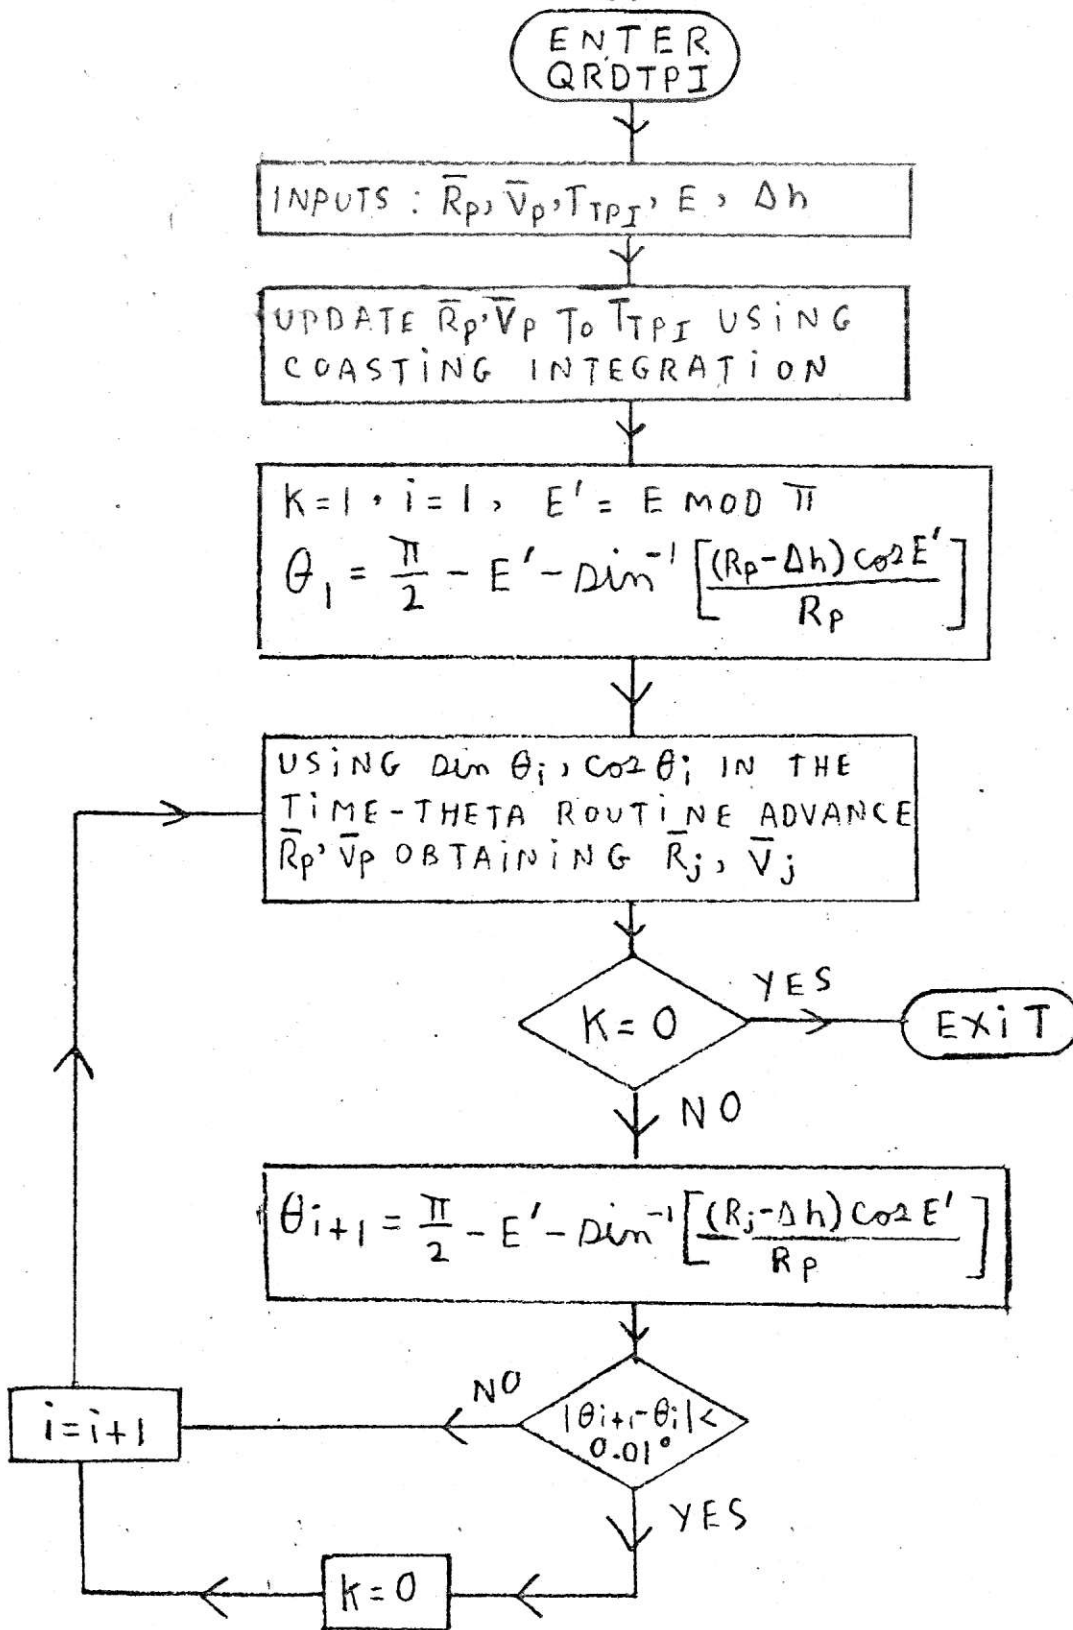 ENTER
QRDTPI
INPUTS : R̅p, V̅p, T_TPI, E, Δh
UPDATE R̅p, V̅p TO T_TPI USING
COASTING INTEGRATION
K=1, i=1, E' = E MOD π
θ₁ = π/2 - E' - sin⁻¹[(Rp-Δh) cos E' / Rp]
USING sin θi, cos θi IN THE
TIME-THETA ROUTINE ADVANCE
R̅p, V̅p OBTAINING R̅j, V̅j
K=0
YES
EXIT
NO
θi+1 = π/2 - E' - sin⁻¹[(Rj-Δh) cos E' / Rp]
NO
|θi+1-θi|<
0.01°
i=i+1
YES
K=0